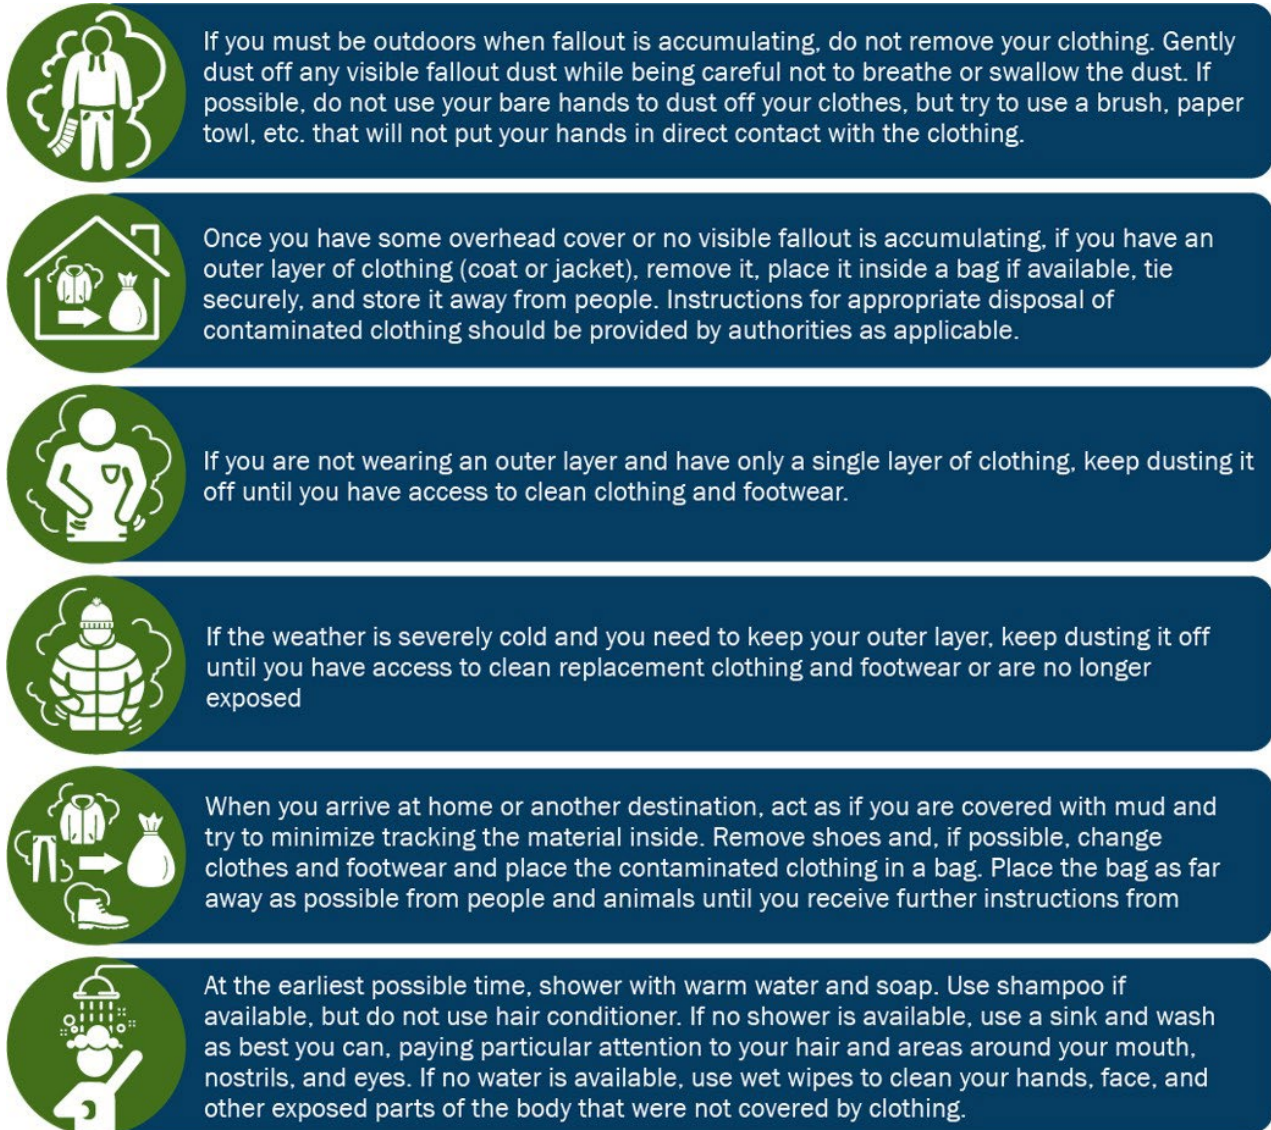 If you must be outdoors when fallout is accumulating, do not remove your clothing. Gently
dust off any visible fallout dust while being careful not to breathe or swallow the dust. If
possible, do not use your bare hands to dust off your clothes, but try to use a brush, paper
towl, etc. that will not put your hands in direct contact with the clothing.
Once you have some overhead cover or no visible fallout is accumulating, if you have an
outer layer of clothing (coat or jacket), remove it, place it inside a bag if available, tie
securely, and store it away from people. Instructions for appropriate disposal of
contaminated clothing should be provided by authorities as applicable.
If you are not wearing an outer layer and have only a single layer of clothing, keep dusting it
off until you have access to clean clothing and footwear.
If the weather is severely cold and you need to keep your outer layer, keep dusting it off
until you have access to clean replacement clothing and footwear or are no longer
exposed
When you arrive at home or another destination, act as if you are covered with mud and
try to minimize tracking the material inside. Remove shoes and, if possible, change
clothes and footwear and place the contaminated clothing in a bag. Place the bag as far
away as possible from people and animals until you receive further instructions from
At the earliest possible time, shower with warm water and soap. Use shampoo if
available, but do not use hair conditioner. If no shower is available, use a sink and wash
as best you can, paying particular attention to your hair and areas around your mouth,
nostrils, and eyes. If no water is available, use wet wipes to clean your hands, face, and
other exposed parts of the body that were not covered by clothing.